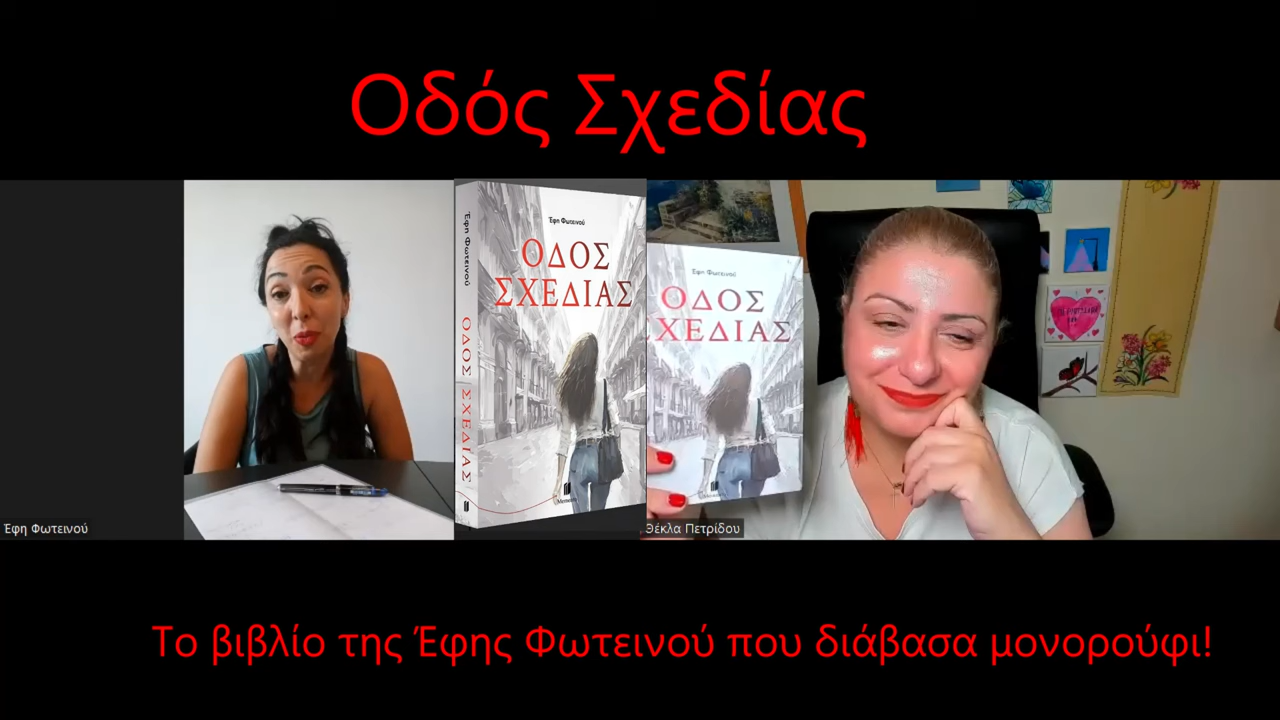 Οδός Σχεδίας
Έφη Φωτεινού
ΟΔΟΣ
ΣΧΕΔΙΑΣ
Έφη Φωτεινού
ΟΔΟΣ ΣΧΕΔΙΑΣ
Έφη Φωτεινού
ΟΔΟΣ
ΣΧΕΔΙΑΣ
Έφη Φωτεινού
Θέκλα Πετρίδου
Το βιβλίο της Έφης Φωτεινού που διάβασα μονορούφι!